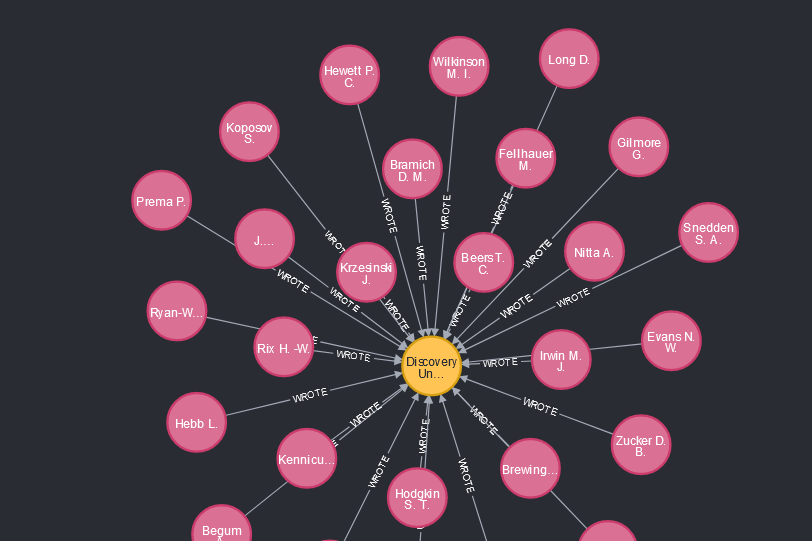 Long D.
Wilkinson
M. I.
Hewett P.
C.
Koposov
S.
Gilmore
G.
Fellhauer
M.
Bramich
D. M.
Prema P.
Snedden
S. A.
J....
Nitta A.
Beers T.
C.
Krzesinski
J.
WROTE
WROTE
WROTE
WROTE
WROTE
WROTE
WROTE
WROTE
WROTE
WROTE
WROTE
Ryan-W...
Rix H. -W.
Evans N.
W.
Irwin M.
J.
WROTE
WROTE
Discovery
Un...
WROTE
WROTE
Hebb L.
WROTE
WROTE
WROTE
Zucker D.
B.
Kennicu...
Brewing...
WROTE
WROTE
WROTE
Hodgkin
S. T.
Begum